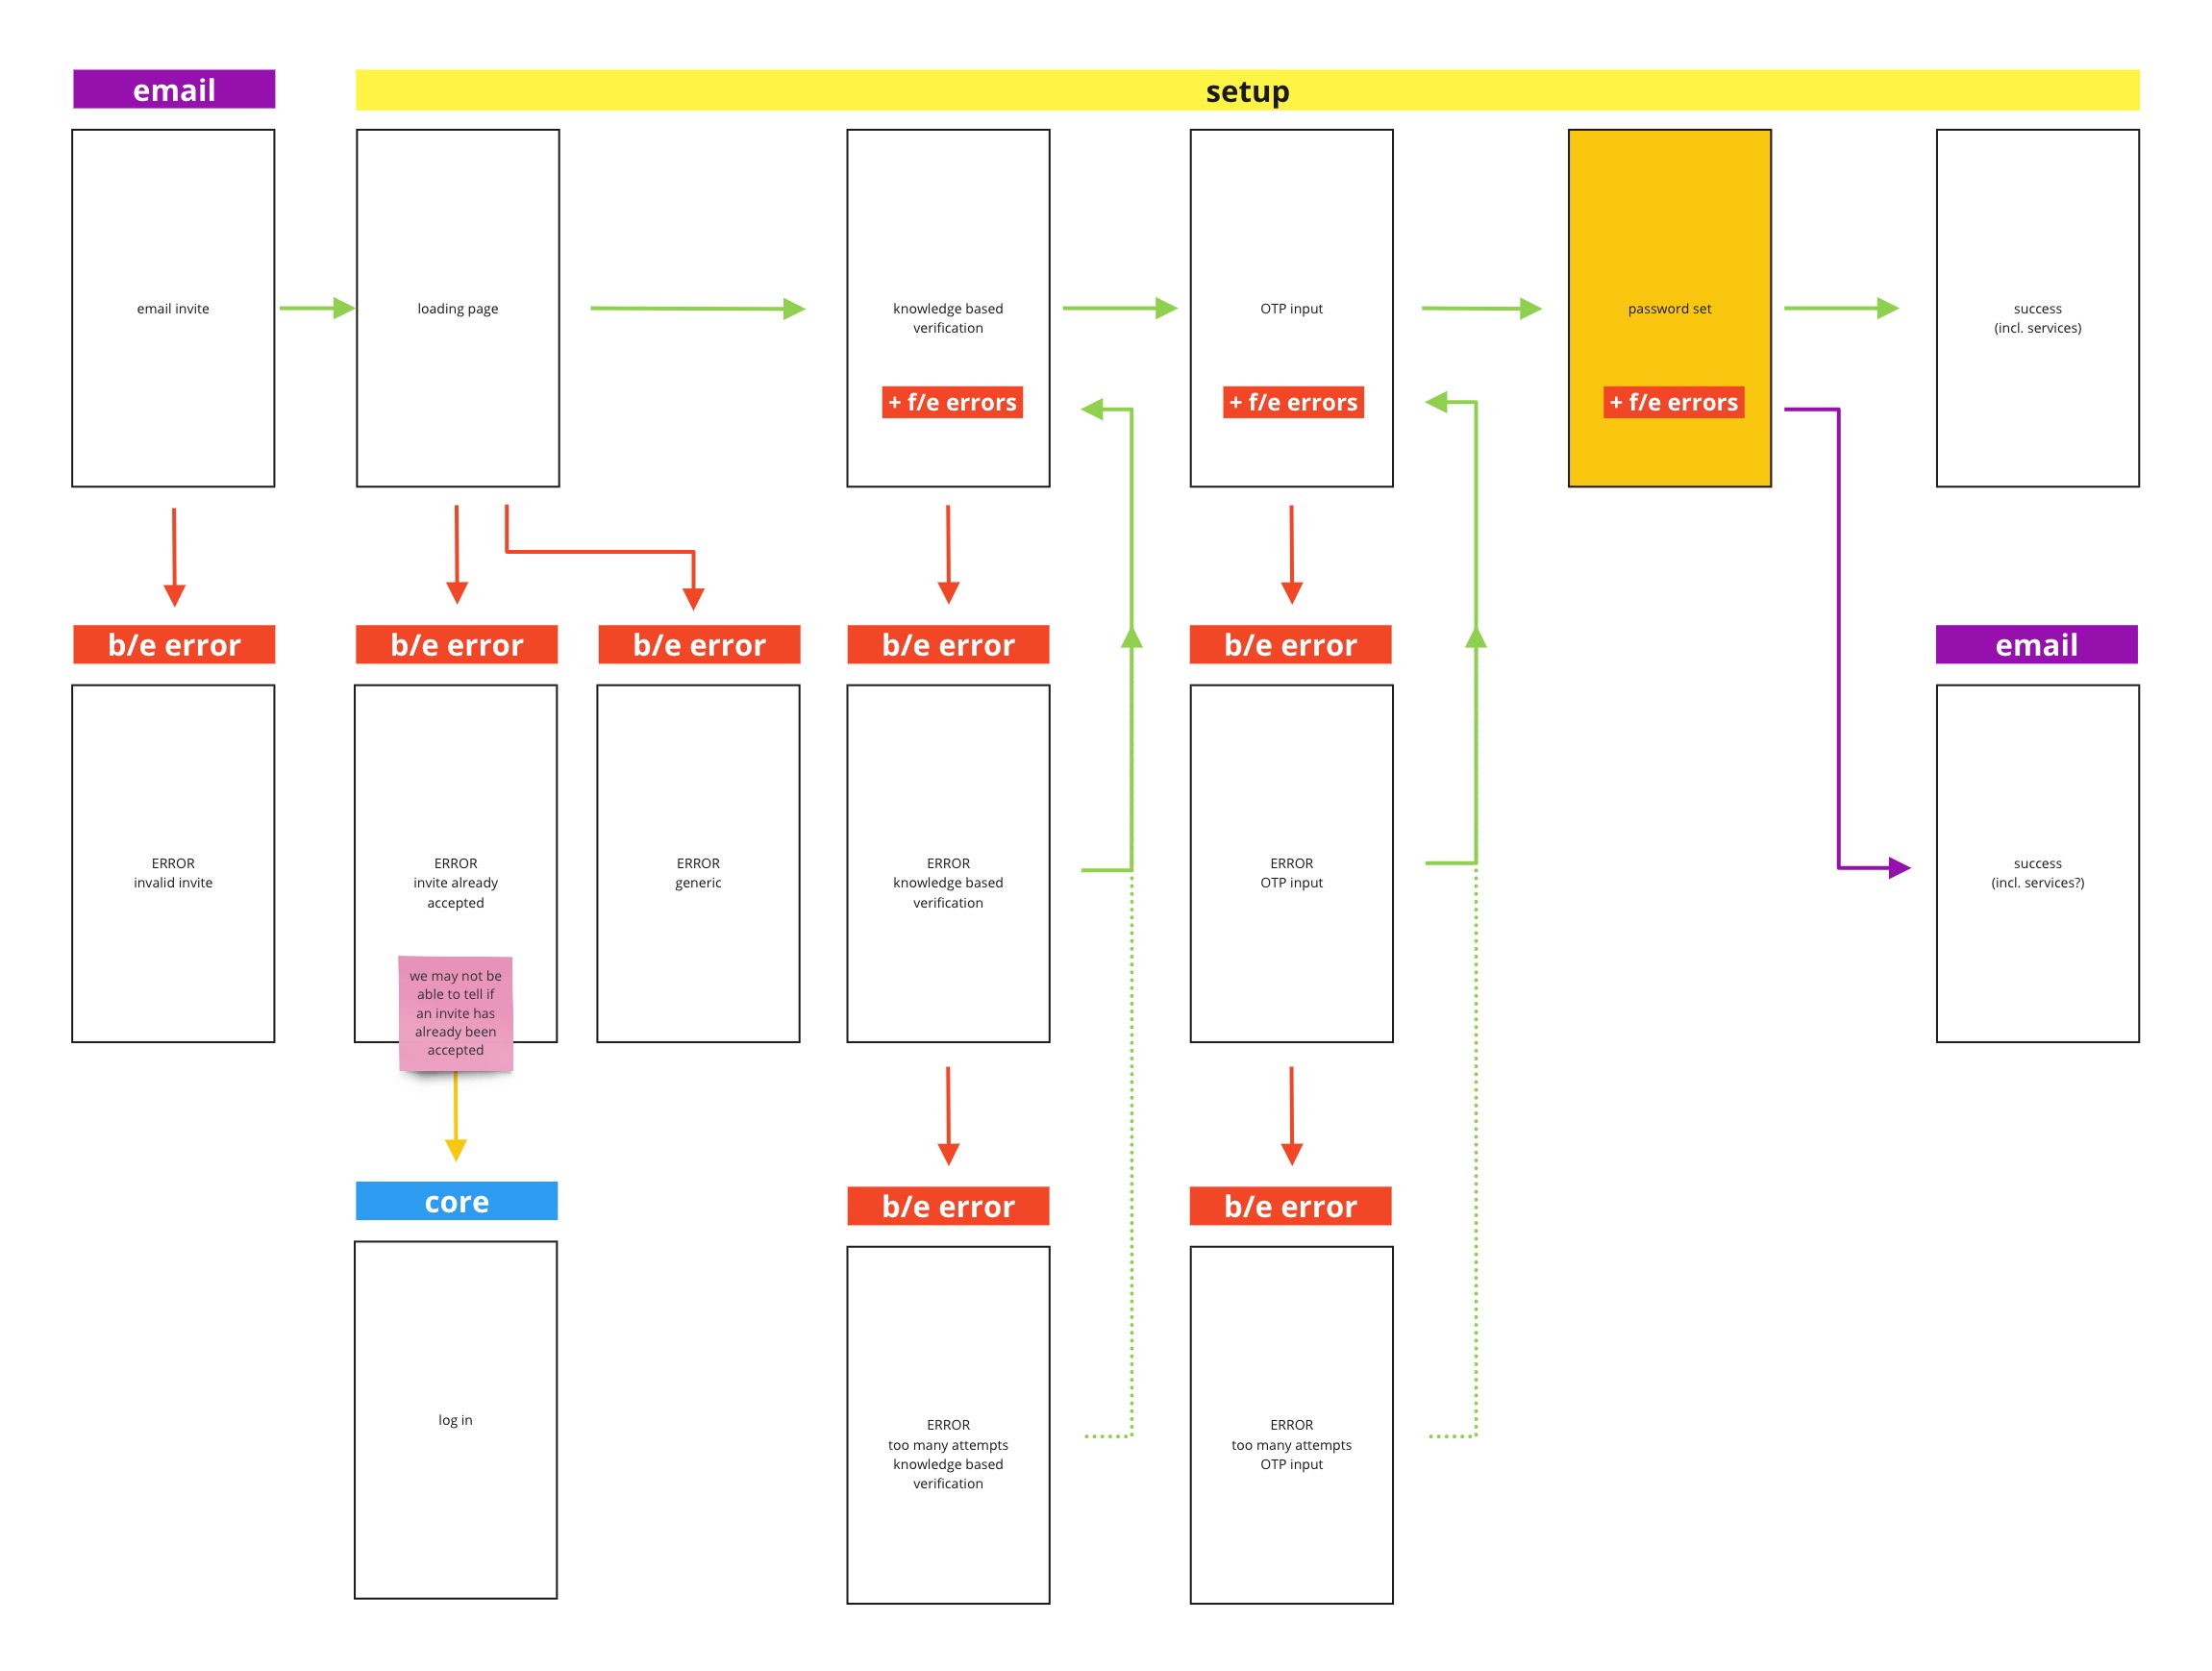 email
setup
email invite
loading page
knowledge based
verification
+ f/e errors
OTP input
+ f/e errors
password set
+ f/e errors
success
(incl. services)
b/e error
b/e error
b/e error
b/e error
b/e error
email
ERROR
invalid invite
ERROR
invite already
accepted
we may not be
able to tell if
an invite has
already been
accepted
ERROR
generic
ERROR
knowledge based
verification
ERROR
OTP input
success
(incl. services?)
core
b/e error
b/e error
log in
ERROR
too many attempts
knowledge based
verification
ERROR
too many attempts
OTP input